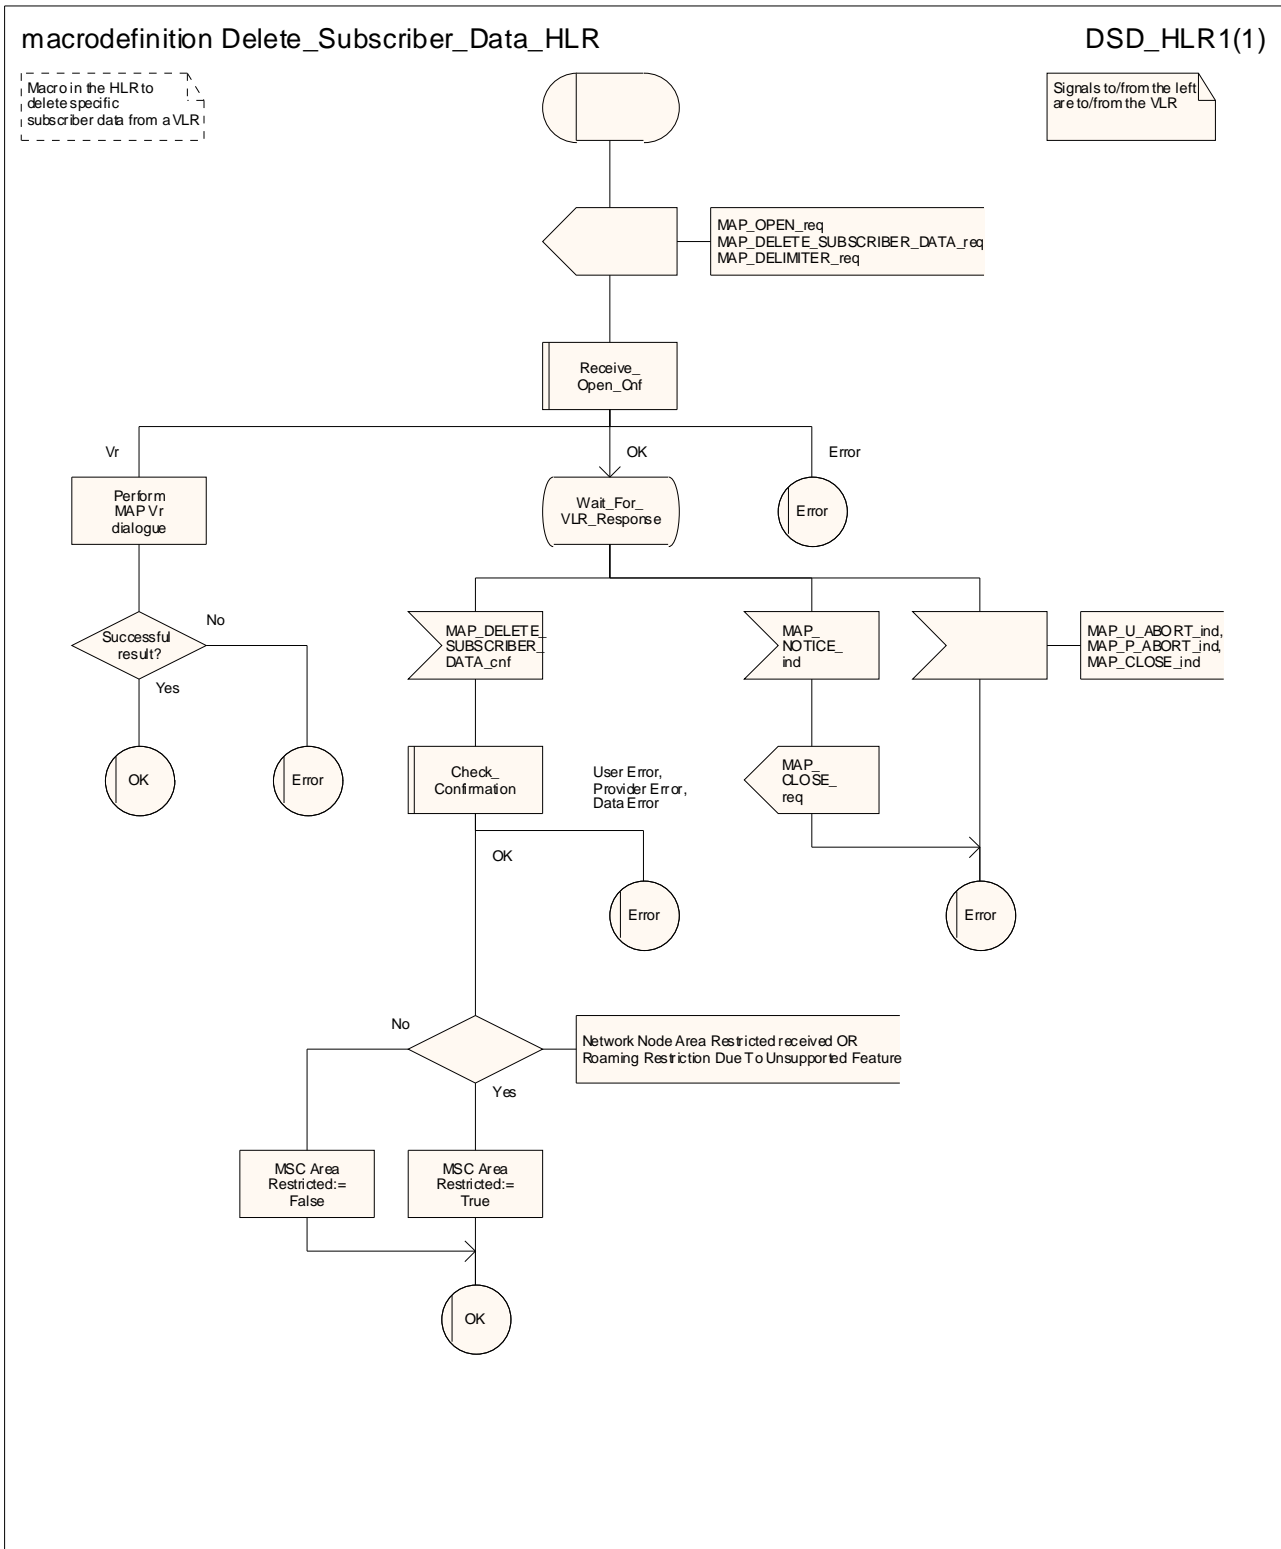 macrodefinition Delete_Subscriber_Data_HLR
DSD_HLR1(1)
Macro in the HLR to
delete specific
subscriber data from a VLR
Signals to/from the left
are to/from the VLR
MAP_OPEN_req
MAP_DELETE_SUBSCRIBER_DATA_req
MAP_DELIMITER_req
Receive_
Open_Cnf
Vr
OK
Error
Perform
MAP Vr
dialogue
Wait_For_
VLR_Response
Error
Successful
result?
No
Yes
MAP_DELETE_
SUBSCRIBER_
DATA_cnf
MAP_
NOTICE_
ind
MAP_U_ABORT_ind,
MAP_P_ABORT_ind,
MAP_CLOSE_ind
OK
Error
Check_
Confirmation
User Error,
Provider Error,
Data Error
MAP_
CLOSE_
req
OK
Error
Error
No
Network Node Area Restricted received OR
Roaming Restriction Due To Unsupported Feature
Yes
MSC Area
Restricted:=
False
MSC Area
Restricted:=
True
OK